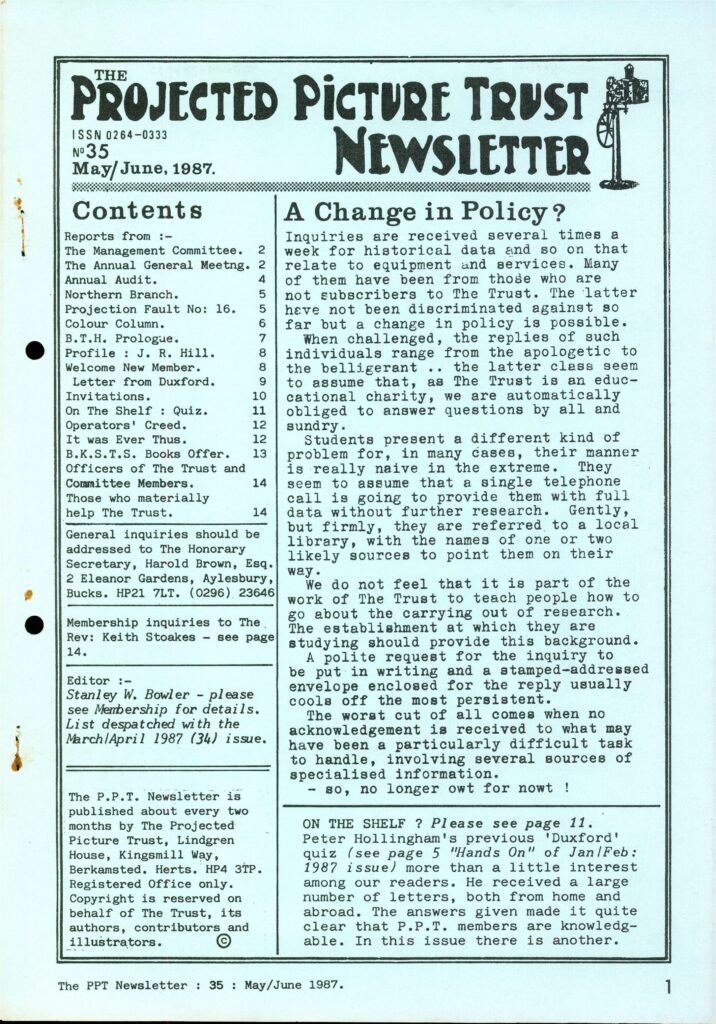 THE
PROJECTED PICTURE TRUST
NEWSLETTER
ISSN 0264-0333
Nº35
May/June, 1987.
Contents
Reports from :-
The Management Committee. 2
The Annual General Meetng. 2
Annual Audit. 4
Northern Branch. 5
Projection Fault No: 16. 5
Colour Column. 6
B.T.H. Prologue. 7
Profile : J. R. Hill. 8
Welcome New Member. 8
Letter from Duxford. 9
Invitations. 10
On The Shelf : Quiz. 11
Operators' Creed. 12
It was Ever Thus. 12
B.K.S.T.S. Books Offer. 13
Officers of The Trust and
Committee Members. 14
Those who materially
help The Trust. 14
General inquiries should be
addressed to The Honorary
Secretary, Harold Brown, Esq.
2 Eleanor Gardens, Aylesbury,
Bucks. HP21 7LT. (0296) 23646
Membership inquiries to The
Rev: Keith Stoakes - see page
14.
Editor :-
Stanley W. Bowler - please
see Membership for details.
List despatched with the
March/April 1987 (34) issue.
The P.P.T. Newsletter is
published about every two
months by The Projected
Picture Trust, Lindgren
House, Kingsmill Way,
Berkamsted. Herts. HP4 3TP.
Registered Office only.
Copyright is reserved on
behalf of The Trust, its
authors, contributors and
illustrators. ©
A Change in Policy?
Inquiries are received several times a
week for historical data and so on that
relate to equipment and services. Many
of them have been from those who are
not subscribers to The Trust. The latter
have not been discriminated against so
far but a change in policy is possible.
When challenged, the replies of such
individuals range from the apologetic to
the belligerant .. the latter class seem
to assume that, as The Trust is an educ-
cational charity, we are automatically
obliged to answer questions by all and
sundry.
Students present a different kind of
problem for, in many cases, their manner
is really naive in the extreme. They
seem to assume that a single telephone
call is going to provide them with full
data without further research. Gently,
but firmly, they are referred to a local
library, with the names of one or two
likely sources to point them on their
way.
We do not feel that it is part of the
work of The Trust to teach people how to
go about the carrying out of research.
The establishment at which they are
studying should provide this background.
A polite request for the inquiry to
be put in writing and a stamped-addressed
envelope enclosed for the reply usually
cools off the most persistent.
The worst cut of all comes when no
acknowledgement is received to what may
have been a particularly difficult task
to handle, involving several sources of
specialised information.
- so, no longer owt for nowt !
ON THE SHELF ? Please see page 11.
Peter Hollingham's previous 'Duxford'
quiz (see page 5 "Hands On" of Jan/Feb:
1987 issue) more than a little interest
among our readers. He received a large
number of letters, both from home and
abroad. The answers given made it quite
clear that P.P.T. members are knowledg-
able. In this issue there is another.
The PPT Newsletter : 35 : May/June 1987.
1